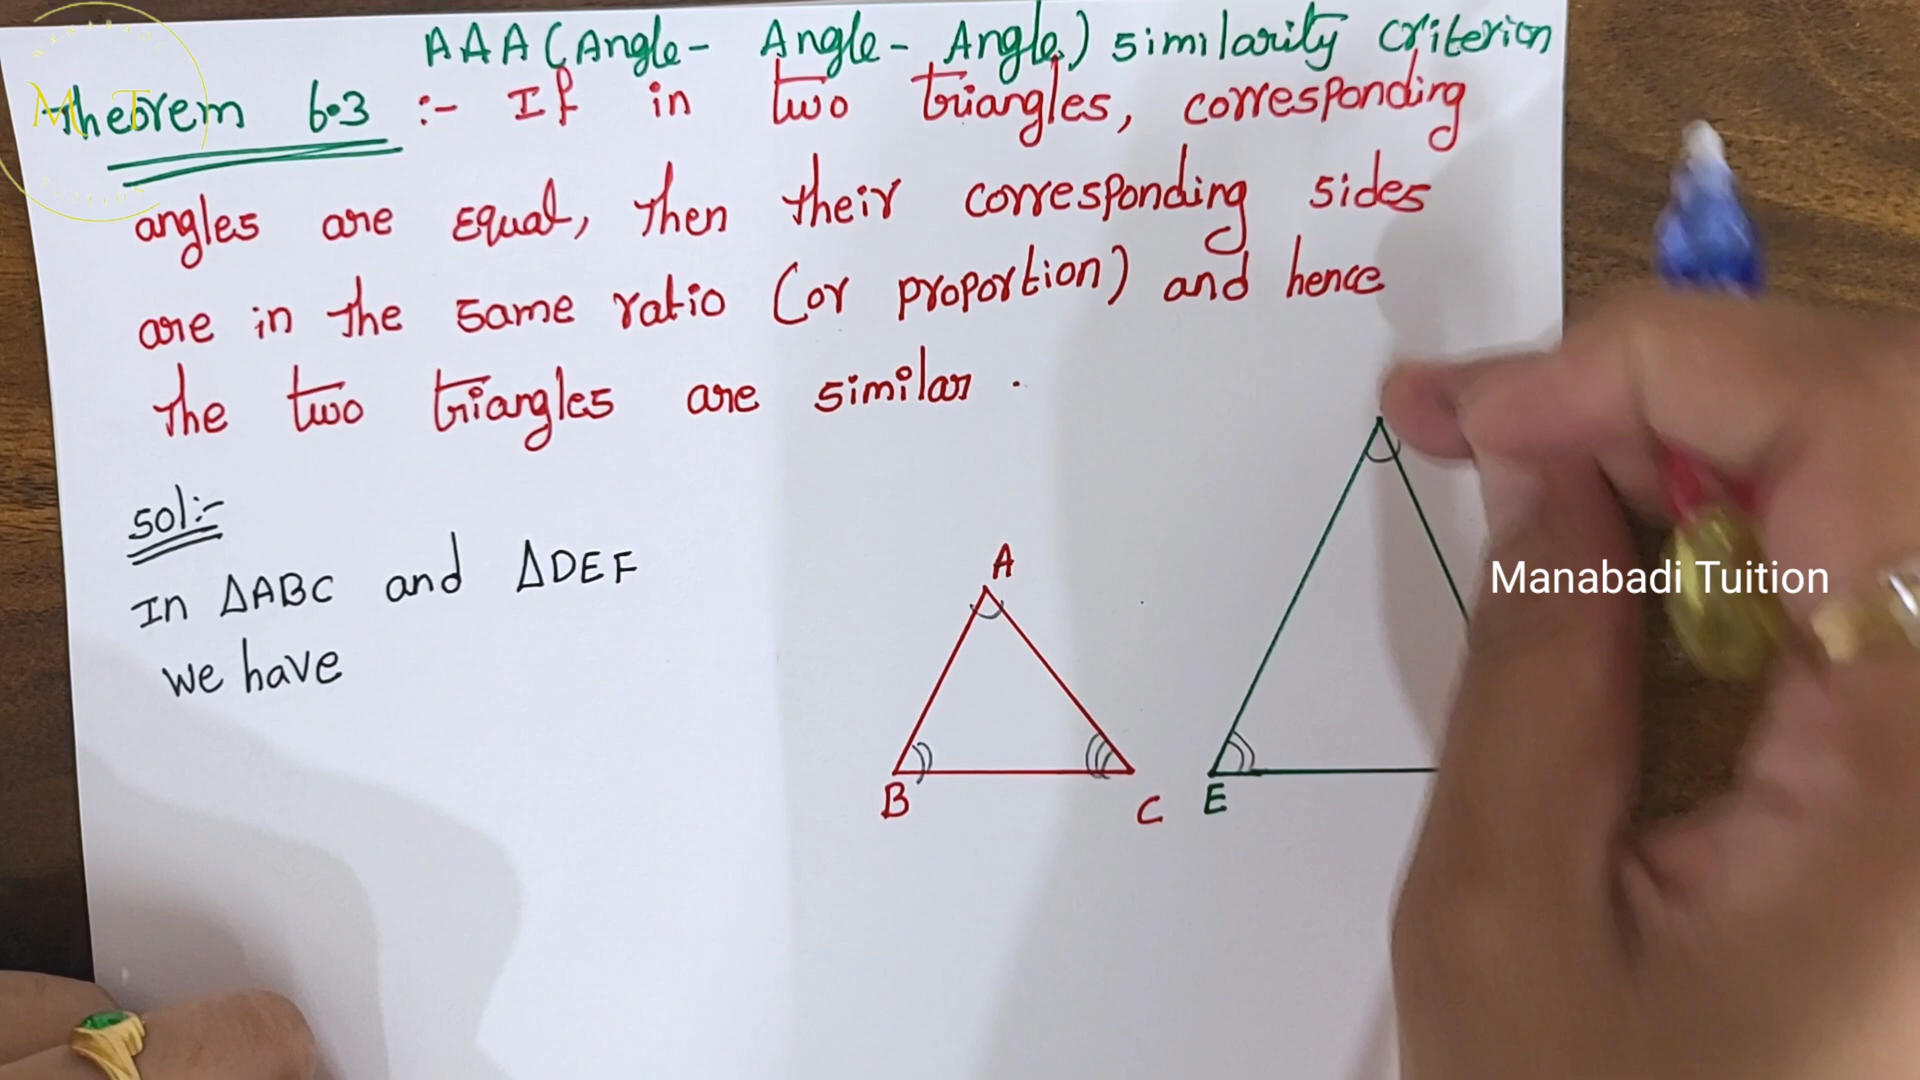 AAA (Angle- Angle- Angle) similarity criterion
Theorem 6.3 :- If in two triangles, corresponding
angles are equal, then their corresponding sides
are in the same ratio (or proportion) and hence
the two triangles are similar.
sol:-
In ΔABC and ΔDEF
we have
A
B
C
E
Manabadi Tuition
M T